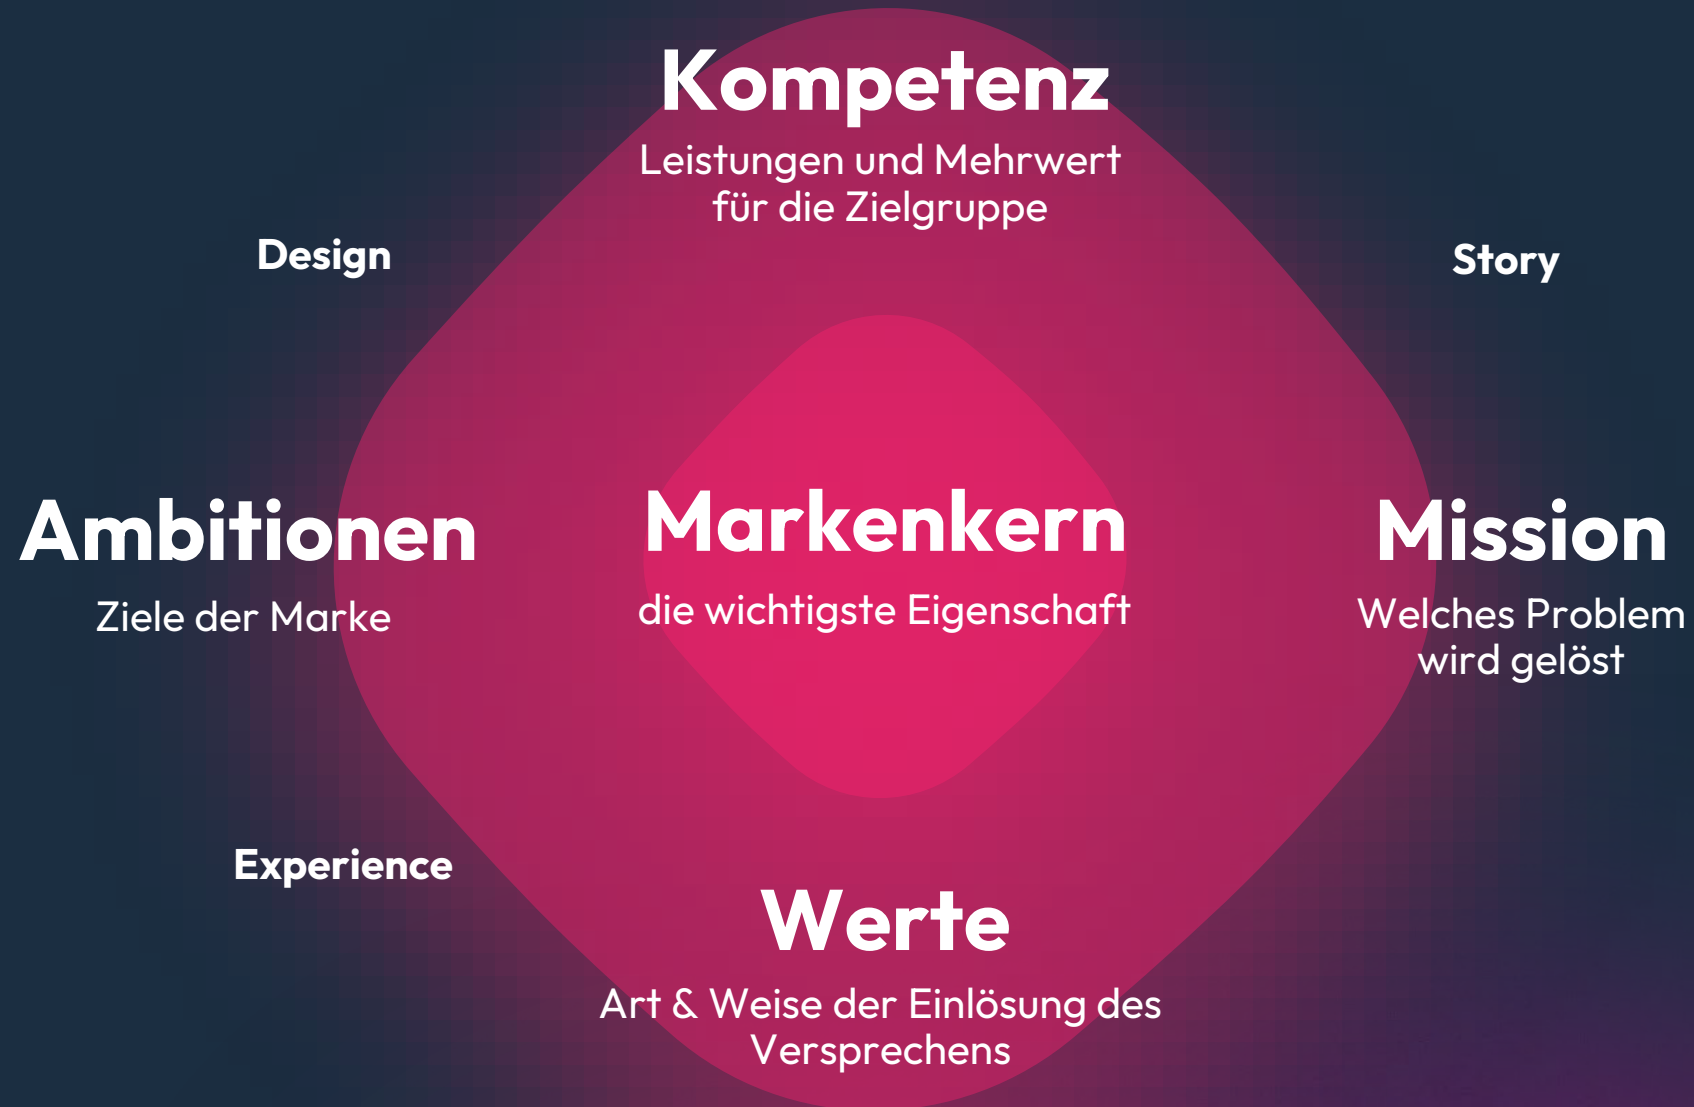 Kompetenz
Leistungen und Mehrwert
für die Zielgruppe
Design
Story
Ambitionen
Ziele der Marke
Markenkern
die wichtigste Eigenschaft
Mission
Welches Problem
wird gelöst
Experience
Werte
Art & Weise der Einlösung des
Versprechens